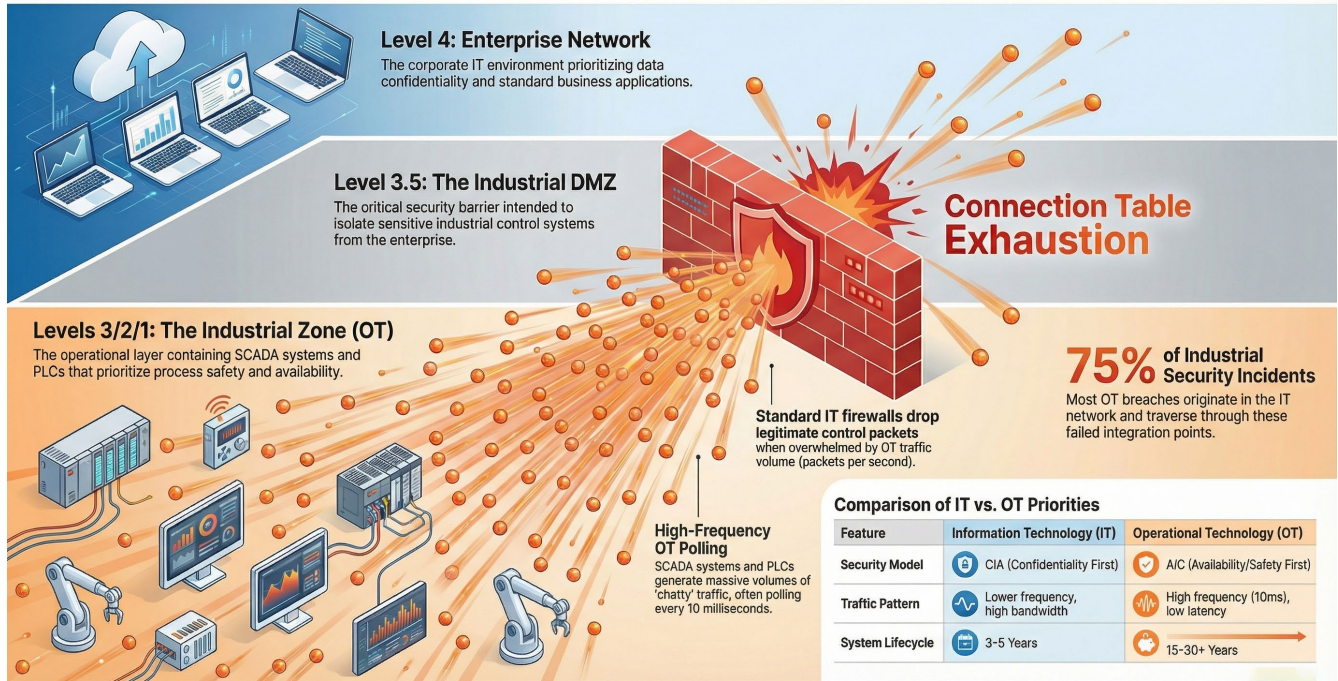 Level 4: Enterprise Network
The corporate IT environment prioritizing data
confidentiality and standard business applications.
Level 3.5: The Industrial DMZ
The oritical security barrier intended to
isolate sensitive industrial control systems
from the enterprise.
Connection Table
Exhaustion
Levels 3/2/1: The Industrial Zone (OT)
The operational layer containing SCADA systems and
PLCs that prioritize process safety and availability.
75% of Industrial
Security Incidents
Most OT breaches originate in the IT
network and traverse through these
failed integration points.
Standard IT firewalls drop
legitimate control packets
when overwhelmed by OT traffic
volume (packets per second).
High-Frequency
OT Polling
SCADA systems and PLCs
generate massive volumes of
'chatty' traffic, often polling
every 10 milliseconds.
Comparison of IT vs. OT Priorities
Feature Information Technology (IT) Operational Technology (OT)
Security Model CIA (Confidentiality First) A/C (Availability/Safety First)
Traffic Pattern Lower frequency, high bandwidth High frequency (10ms), low latency
System Lifecycle 3-5 Years 15-30+ Years